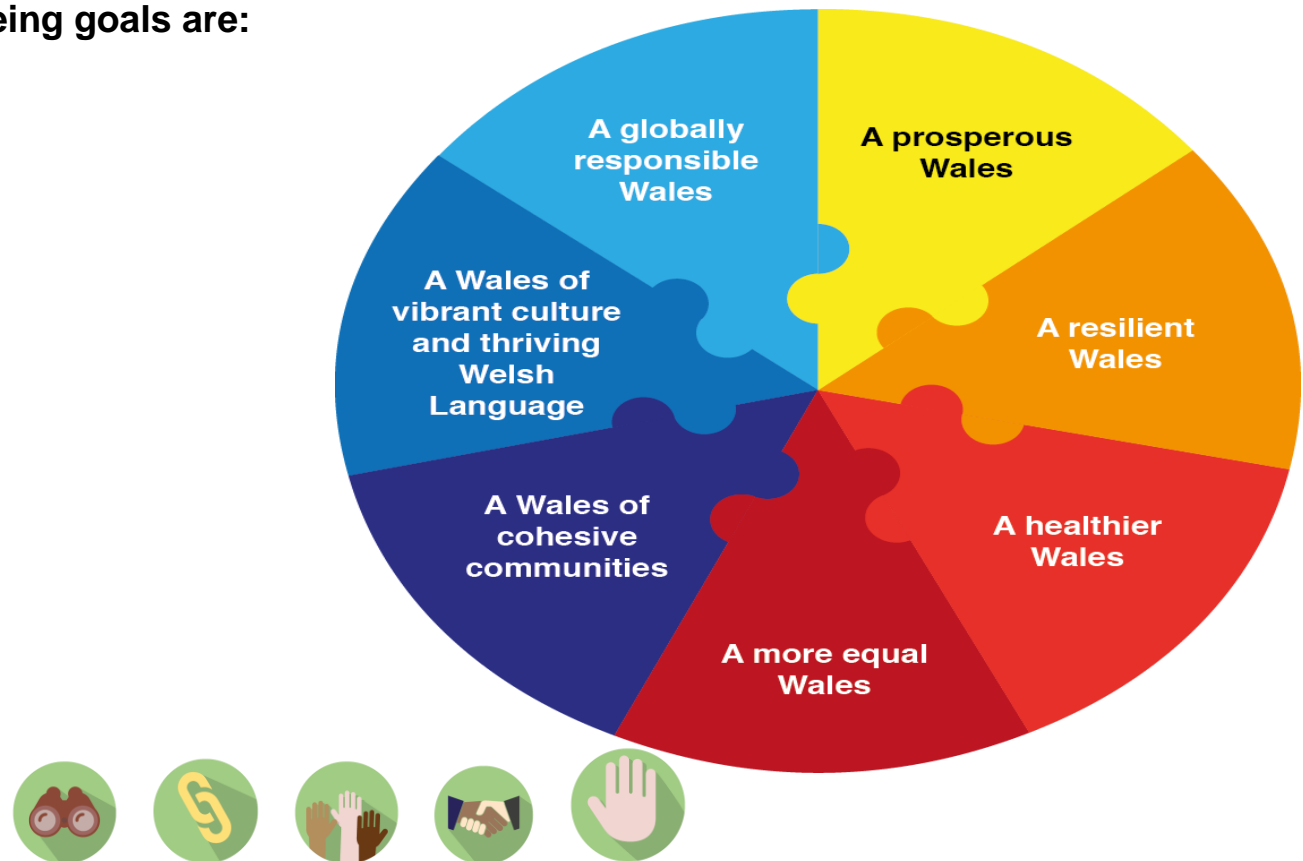 eing goals are:
A globally
responsible
Wales
A prosperous
Wales
A resilient
Wales
A healthier
Wales
A more equal
Wales
A Wales of
cohesive
communities
A Wales of
vibrant culture
and thriving
Welsh
Language